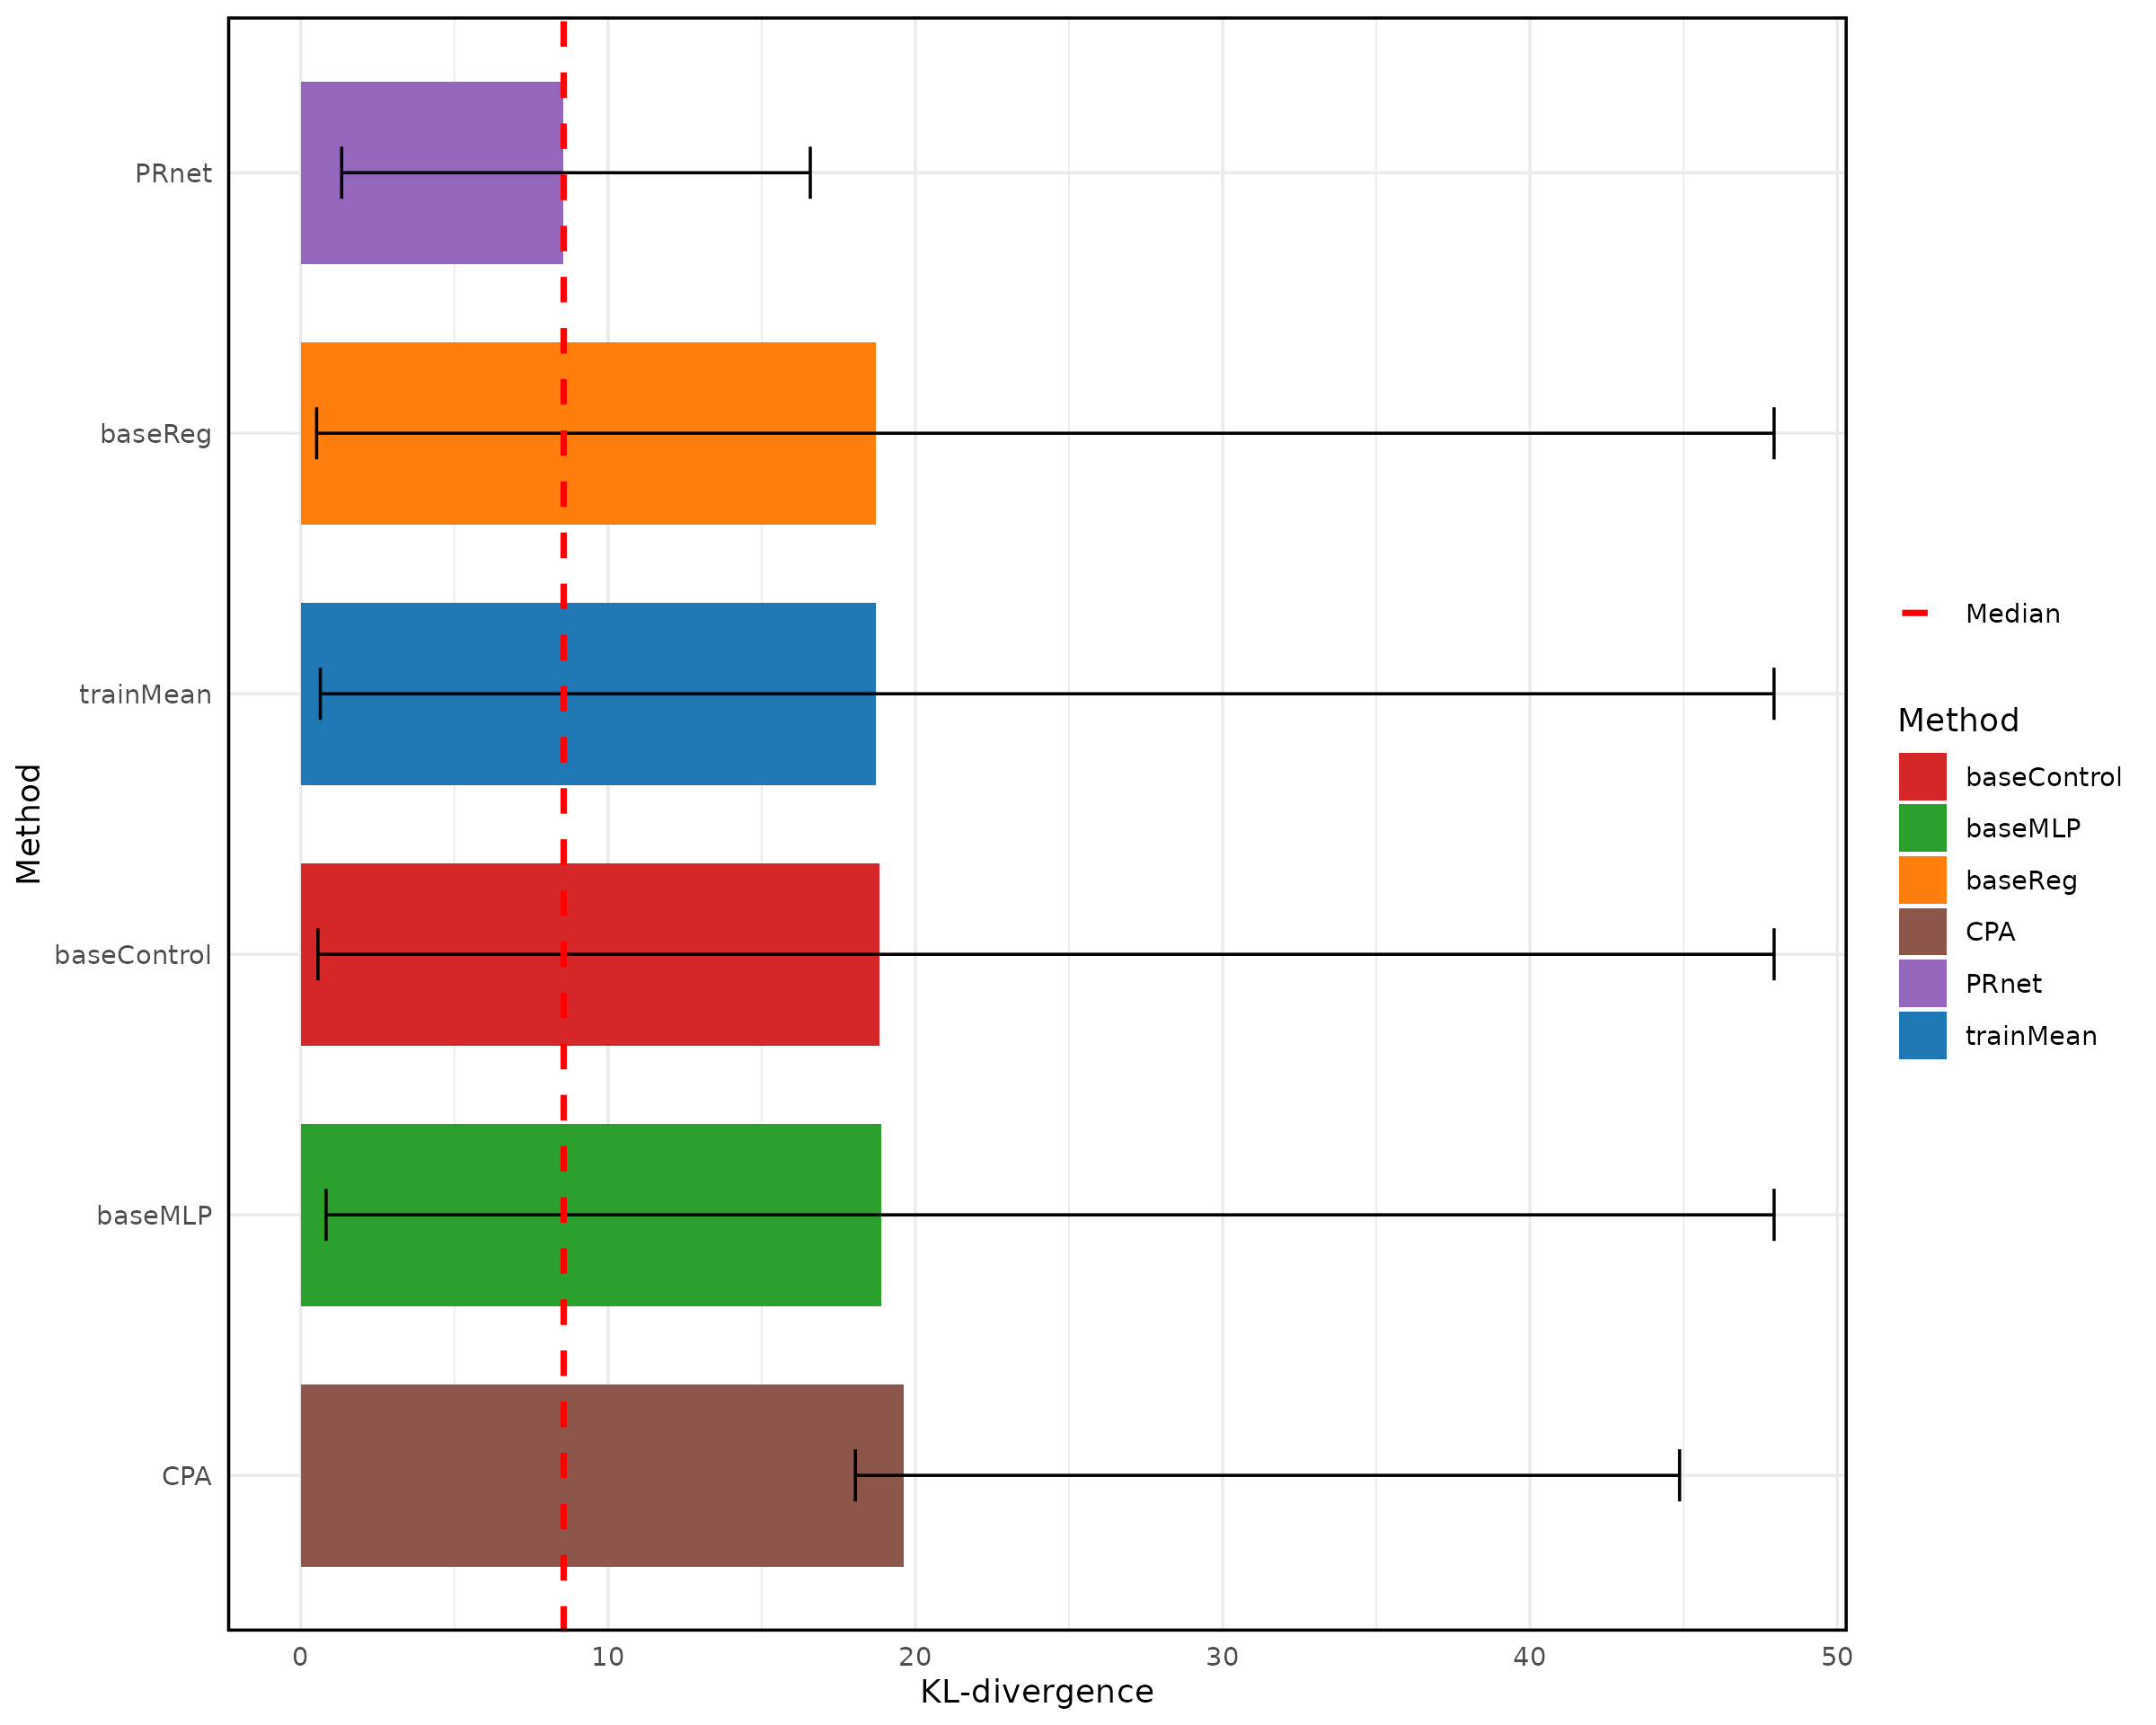 PRnet
baseReg
trainMean
baseControl
baseMLP
CPA
Method
0 10 20 30 40 50
KL-divergence
Median
Method
baseControl
baseMLP
baseReg
CPA
PRnet
trainMean